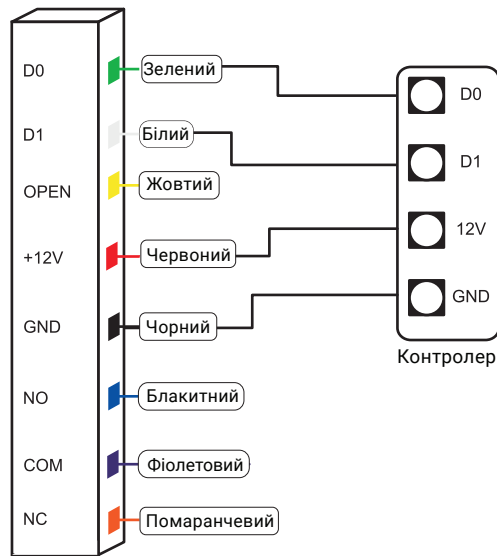 D0
Зелений
D1
Білий
OPEN
Жовтий
+12V
Червоний
GND
Чорний
NO
Блакитний
COM
Фіолетовий
NC
Помаранчевий
D0
D1
12V
GND
Контролер